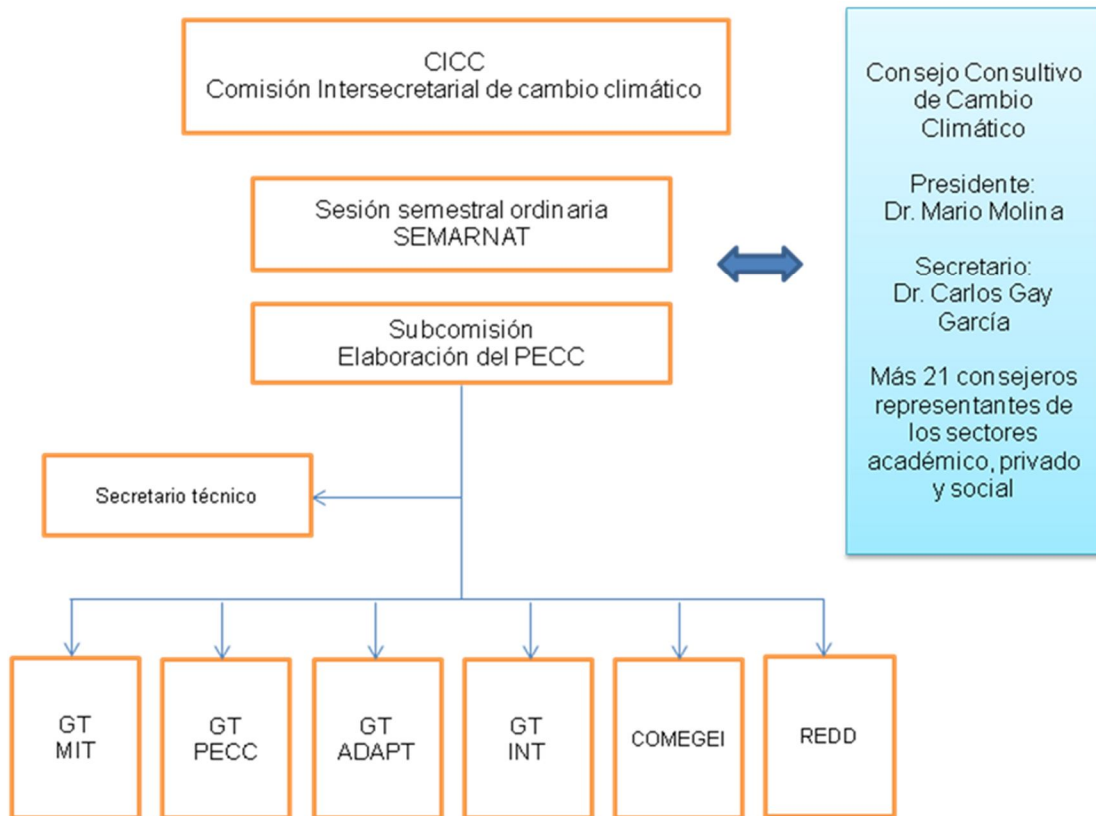 CICC
Comisión Intersecretarial de cambio climático
Sesión semestral ordinaria
SEMARNAT
Subcomisión
Elaboración del PECC
Secretario técnico
GT
MIT
GT
PECC
GT
ADAPT
GT
INT
COMEGEI
REDD
Consejo Consultivo
de Cambio
Climático
Presidente:
Dr. Mario Molina
Secretario:
Dr. Carlos Gay
García
Más 21 consejeros
representantes de
los sectores
académico, privado
y social